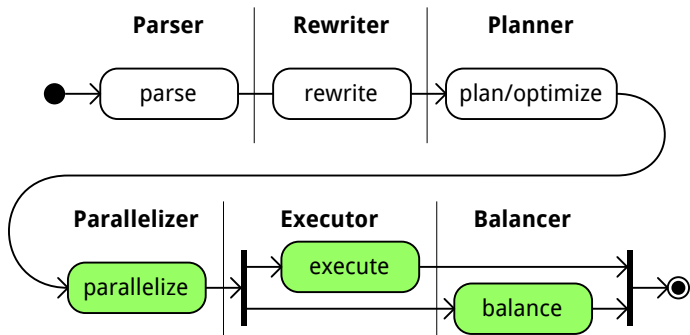 Parser Rewriter Planner
parse rewrite plan/optimize
Parallelizer Executor Balancer
execute
parallelize
balance